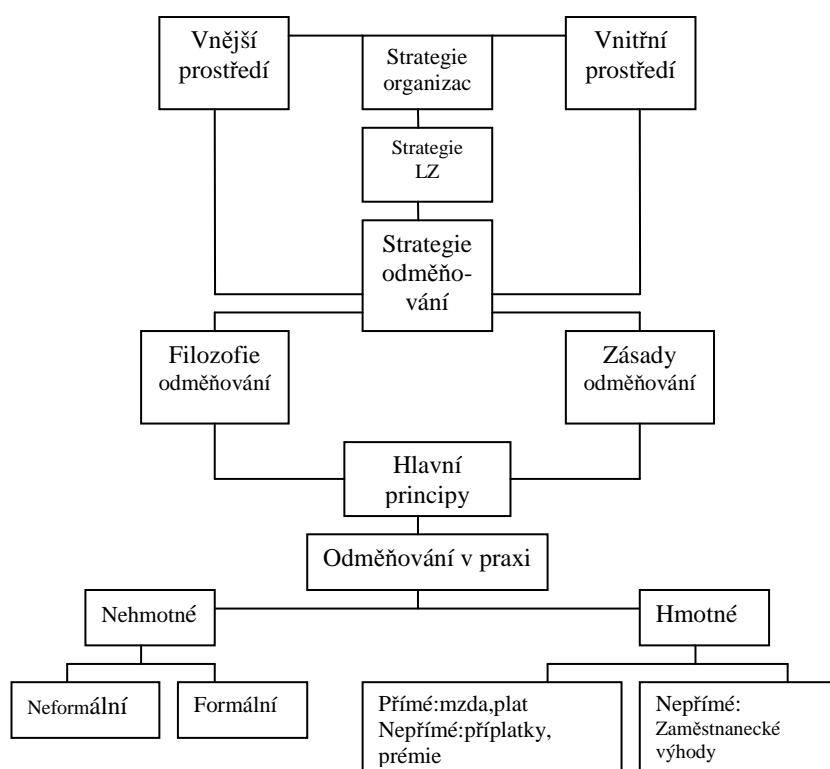 Vnější
prostředí
Strategie
organizac
Vnitřní
prostředí
Strategie
LZ
Strategie
odměňo-
vání
Filozofie
odměňování
Zásady
odměňování
Hlavní
principy
Odměňování v praxi
Nehmotné
Hmotné
Neformální
Formální
Přímé:mzda,plat
Nepřímé:příplatky,
prémie
Nepřímé:
Zaměstnanecké
výhody